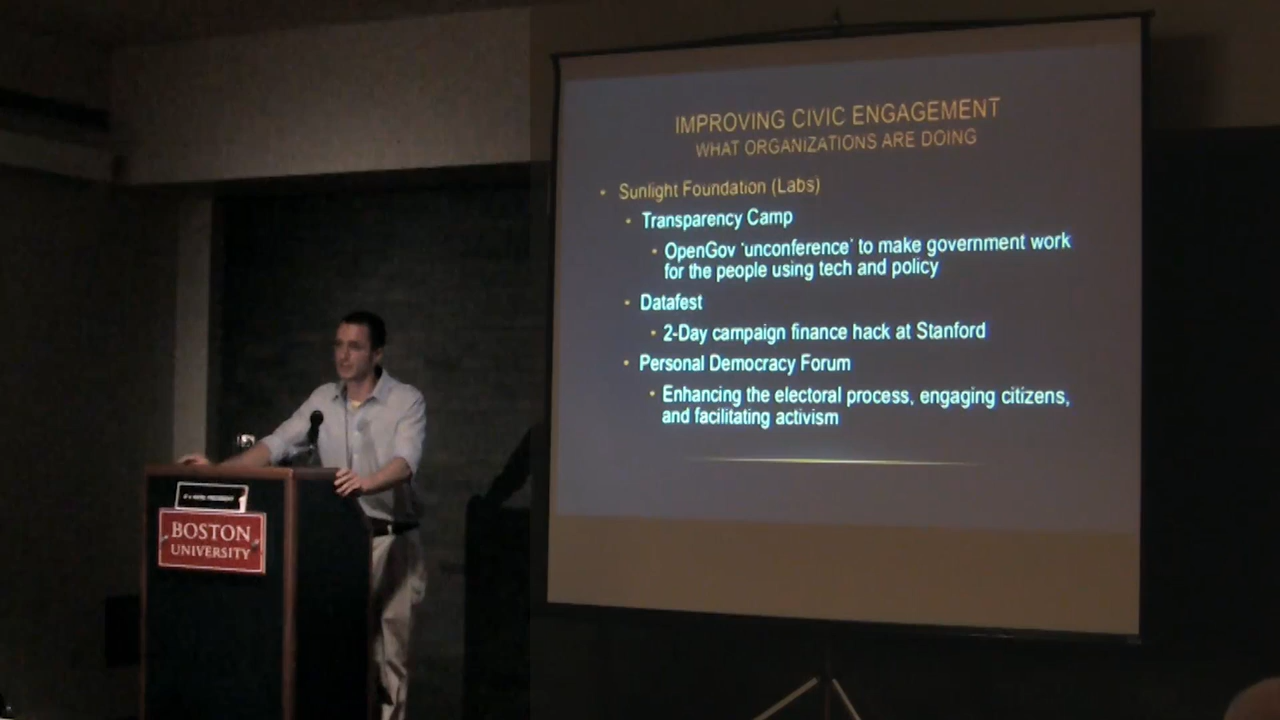 IMPROVING CIVIC ENGAGEMENT
WHAT ORGANIZATIONS ARE DOING
• Sunlight Foundation (Labs)
• Transparency Camp
• OpenGov 'unconference' to make government work
for the people using tech and policy
• Datafest
• 2-Day campaign finance hack at Stanford
• Personal Democracy Forum
• Enhancing the electoral process, engaging citizens,
and facilitating activism
BOSTON
UNIVERSITY